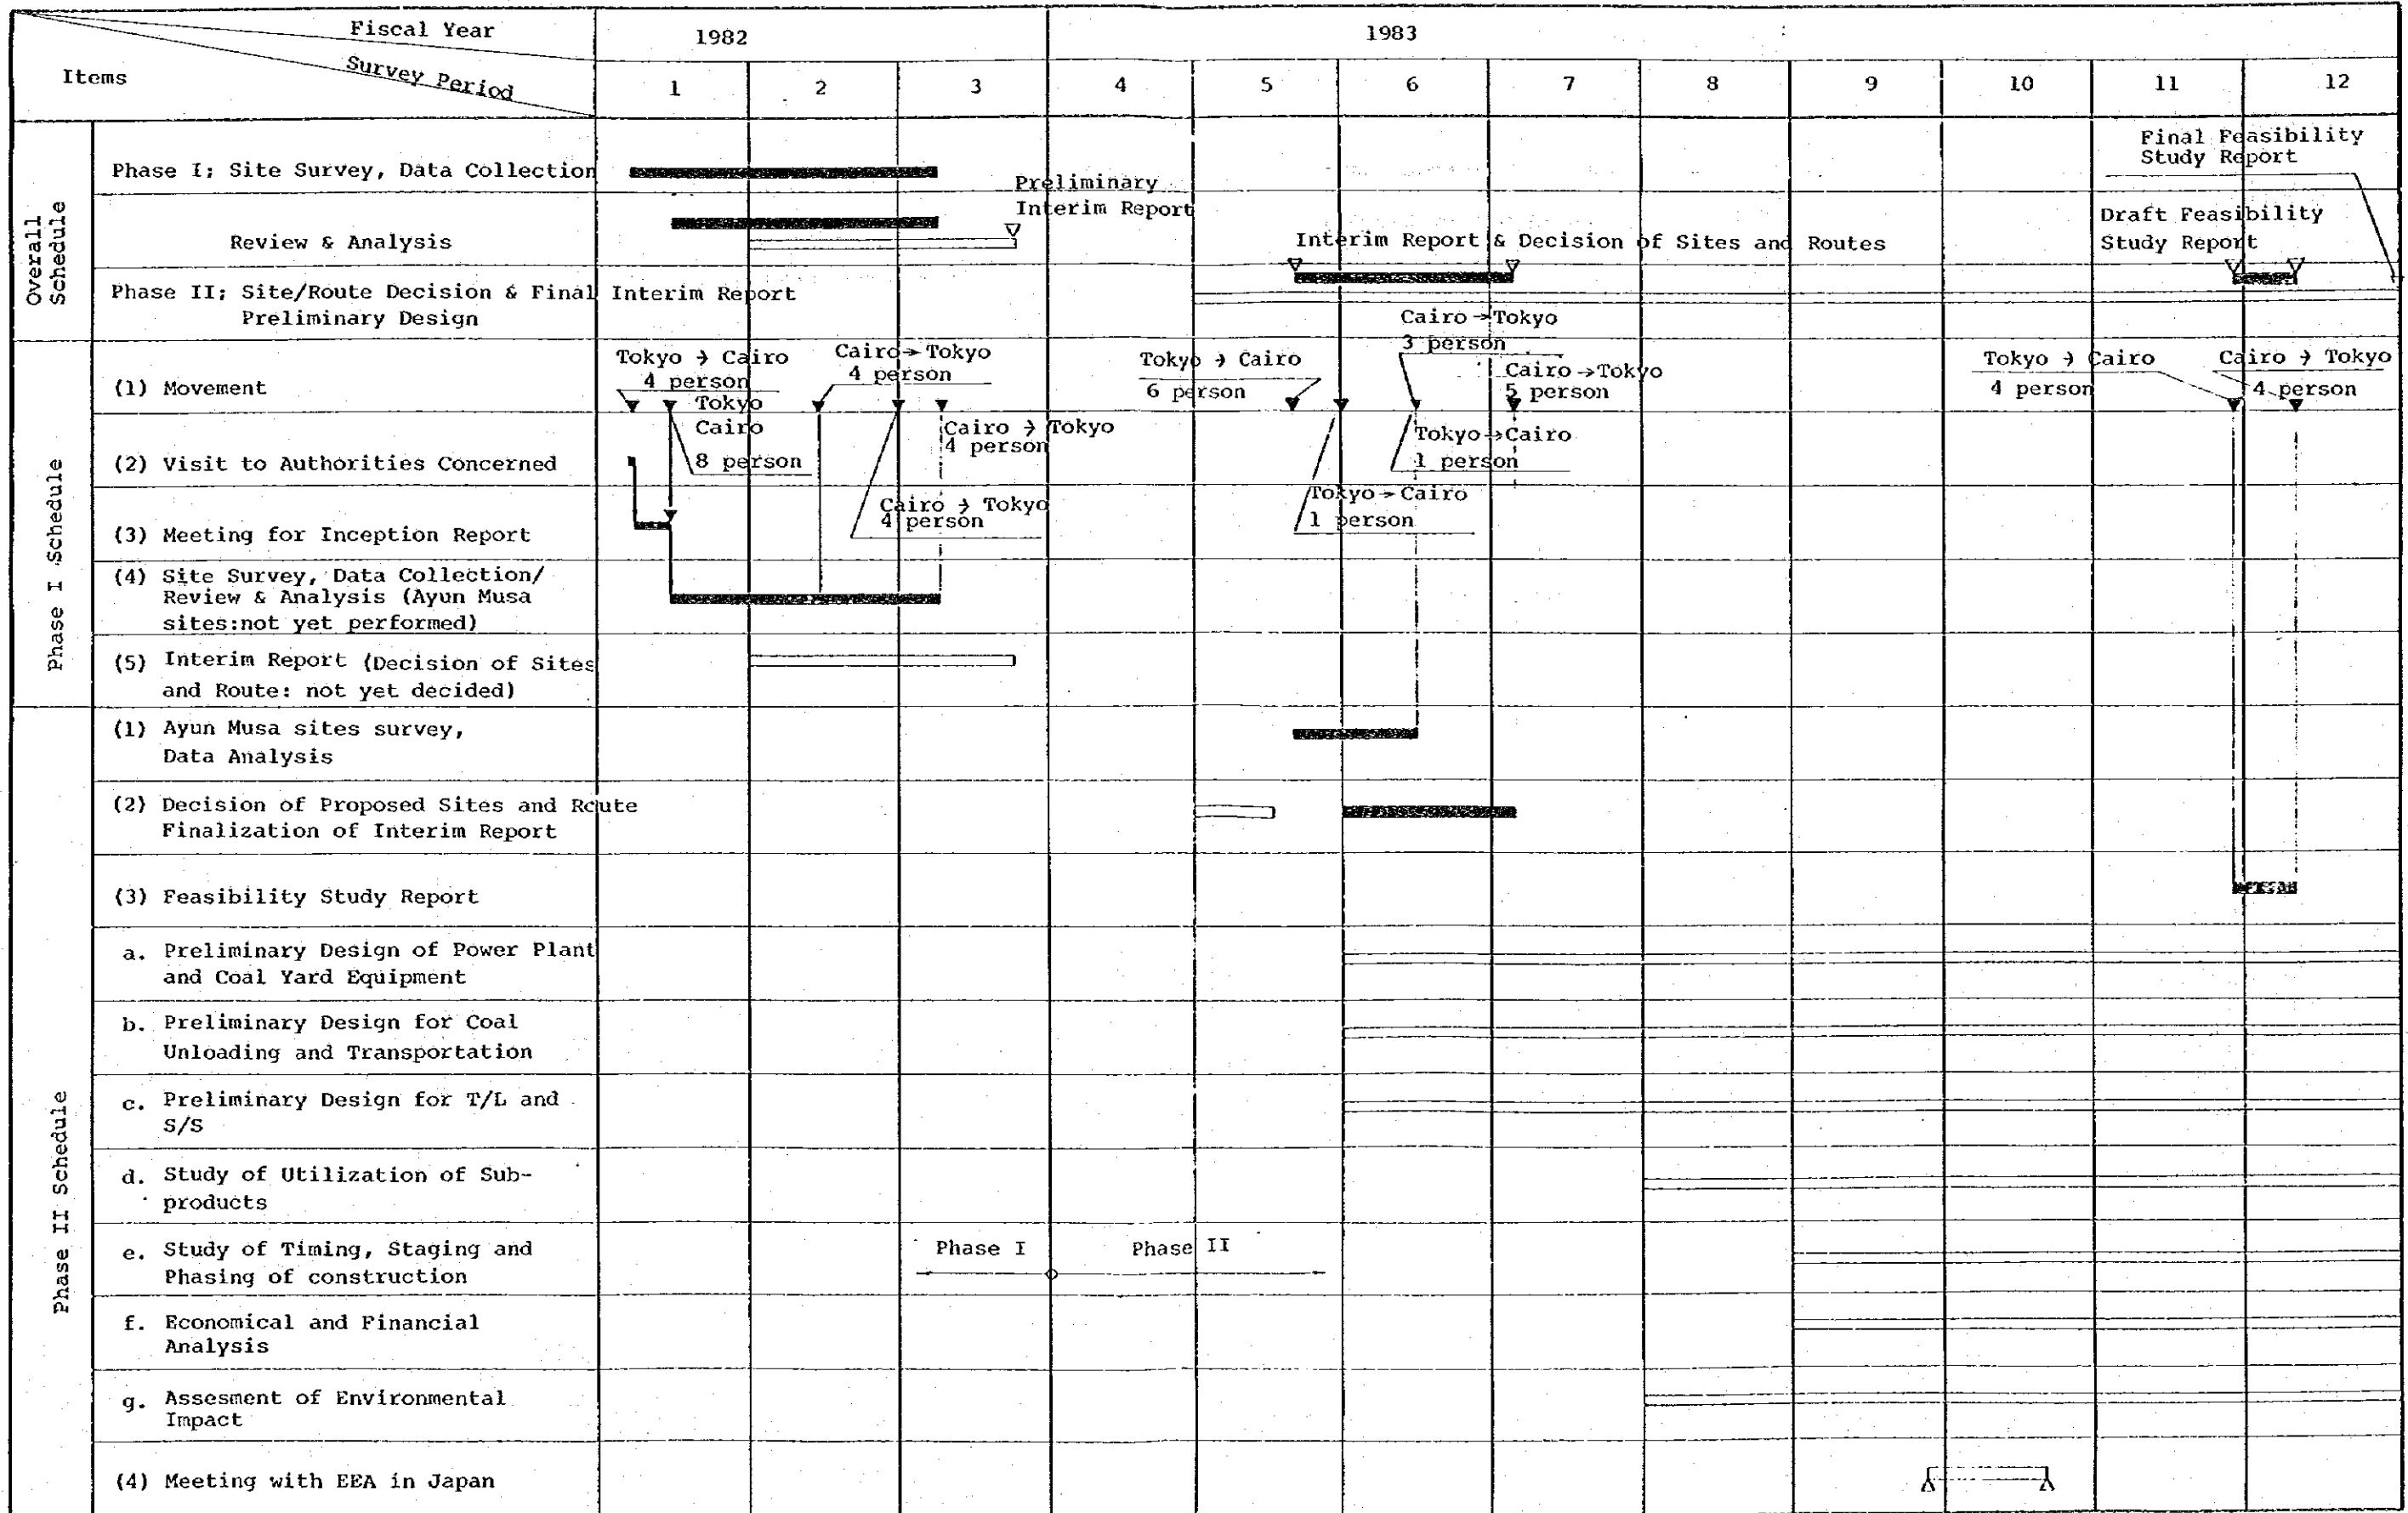 Fiscal Year
Survey Period
Items
1982
1983
1 2 3 4 5 6 7 8 9 10 11 12
Overall
Schedule
Phase I; Site Survey, Data Collection
Review & Analysis
Phase II; Site/Route Decision & Final Interim Report
Preliminary Design
Preliminary
Interim Report
Interim Report & Decision of Sites and Routes
Final Feasibility
Study Report
Draft Feasibility
Study Report
Phase I Schedule
(1) Movement
Tokyo → Cairo
4 person
Tokyo
Cairo
8 person
Cairo → Tokyo
4 person
Cairo → Tokyo
4 person
Cairo → Tokyo
4 person
Tokyo → Cairo
6 person
Cairo → Tokyo
3 person
Cairo → Tokyo
5 person
Tokyo → Cairo
1 person
Tokyo → Cairo
1 person
Tokyo → Cairo
4 person
Cairo → Tokyo
4 person
(2) Visit to Authorities Concerned
(3) Meeting for Inception Report
(4) Site Survey, Data Collection/
Review & Analysis (Ayun Musa
sites:not yet performed)
(5) Interim Report (Decision of Sites
and Route: not yet decided)
Phase II Schedule
(1) Ayun Musa sites survey,
Data Analysis
(2) Decision of Proposed Sites and Route
Finalization of Interim Report
(3) Feasibility Study Report
a. Preliminary Design of Power Plant
and Coal Yard Equipment
b. Preliminary Design for Coal
Unloading and Transportation
c. Preliminary Design for T/L and
S/S
d. Study of Utilization of Sub-
products
e. Study of Timing, Staging and
Phasing of construction
Phase I Phase II
f. Economical and Financial
Analysis
g. Assesment of Environmental
Impact
(4) Meeting with EEA in Japan